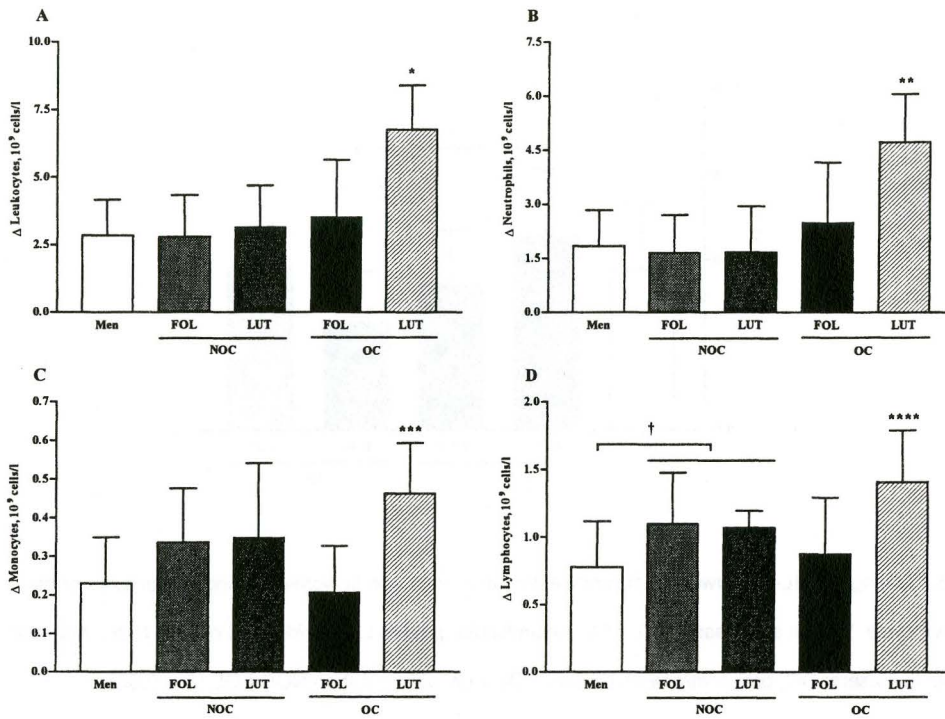 A
Δ Leukocytes, 10⁹ cells/l
10.0
7.5
5.0
2.5
0.0
*
Men FOL LUT FOL LUT
NOC OC
B
Δ Neutrophils, 10⁹ cells/l
7.5
6.0
4.5
3.0
1.5
0.0
**
Men FOL LUT FOL LUT
NOC OC
C
Δ Monocytes, 10⁹ cells/l
0.7
0.6
0.5
0.4
0.3
0.2
0.1
0.0
***
Men FOL LUT FOL LUT
NOC OC
D
Δ Lymphocytes, 10⁹ cells/l
2.0
1.5
1.0
0.5
0.0
†
****
Men FOL LUT FOL LUT
NOC OC